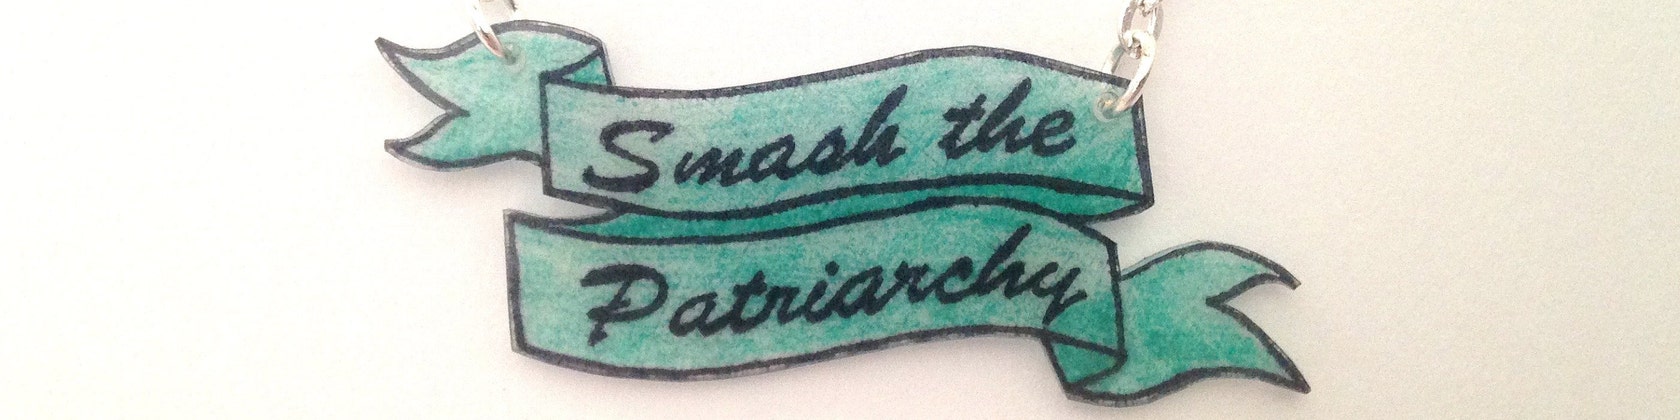 Smash the
Patriarchy